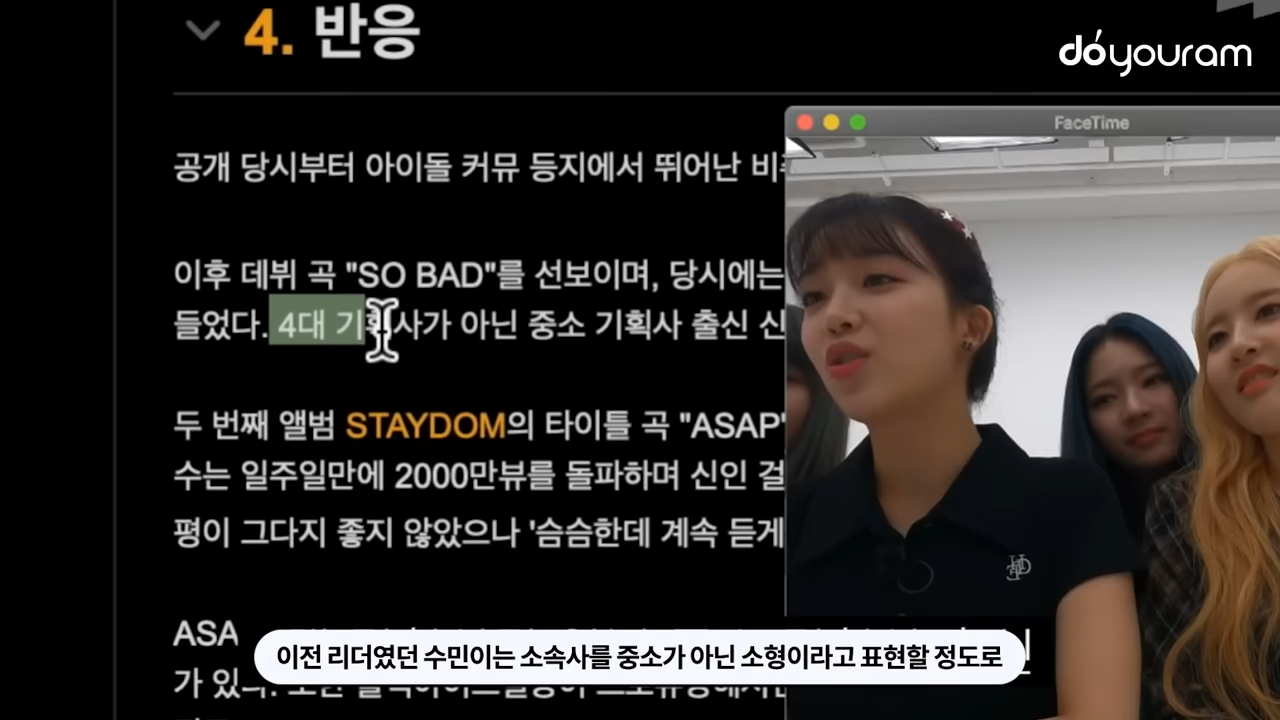 4. 반응
dóyouram
FaceTime
공개 당시부터 아이돌 커뮤 등지에서 뛰어난
이후 데뷔 곡 "SO BAD"를 선보이며, 당시에는
들었다. 4대 기획사가 아닌 중소 기획사 출신 신
두 번째 앨범 STAYDOM의 타이틀 곡 "ASAP"
수는 일주일만에 2000만뷰를 돌파하며 신인 걸
평이 그다지 좋지 않았으나 '슴슴한데 계속 듣게
ASA
가 있다.
이전 리더였던 수민이는 소속사를 중소가 아닌 소형이라고 표현할 정도로